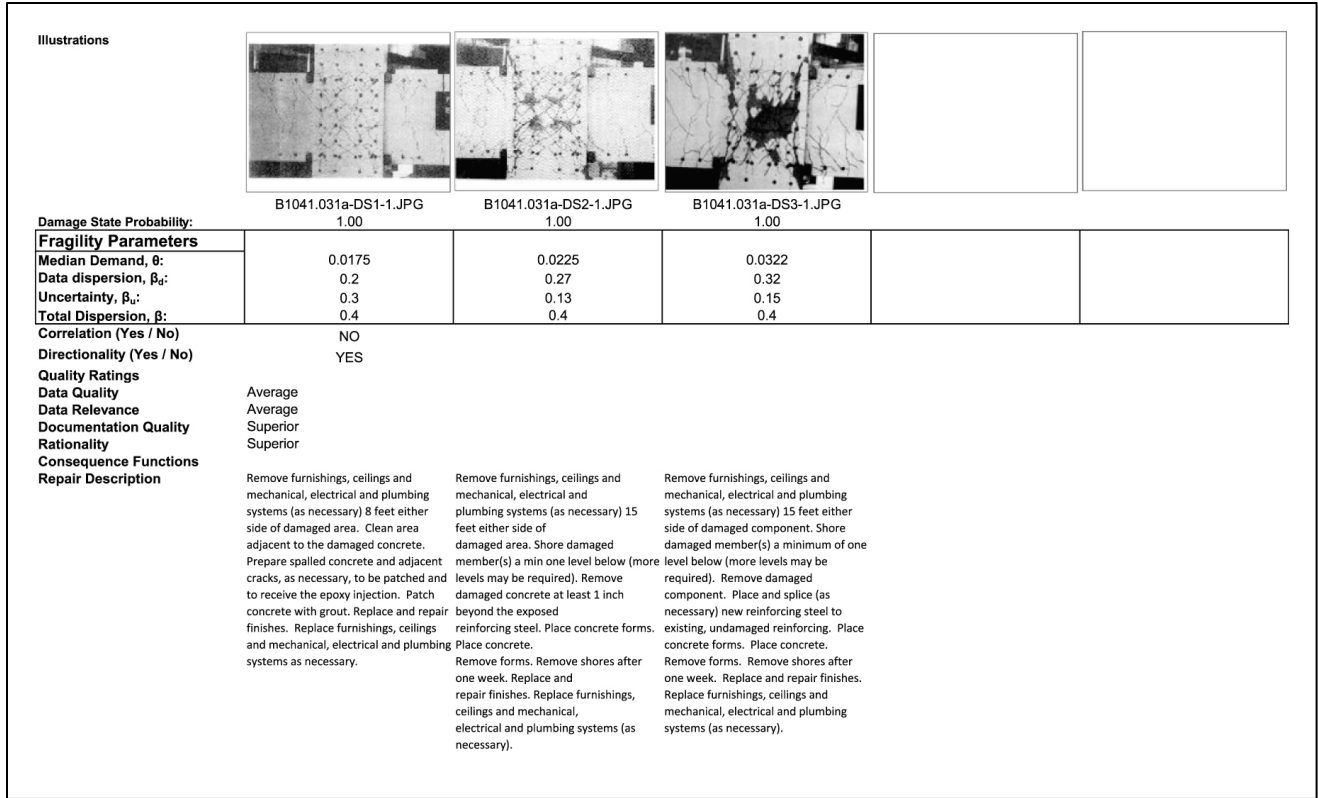 Illustrations
B1041.031a-DS1-1.JPG B1041.031a-DS2-1.JPG B1041.031a-DS3-1.JPG
Damage State Probability: 1.00 1.00 1.00
Fragility Parameters
Median Demand, θ: 0.0175 0.0225 0.0322
Data dispersion, βd: 0.2 0.27 0.32
Uncertainty, βu: 0.3 0.13 0.15
Total Dispersion, β: 0.4 0.4 0.4
Correlation (Yes / No) NO
Directionality (Yes / No) YES
Quality Ratings
Data Quality Average
Data Relevance Average
Documentation Quality Superior
Rationality Superior
Consequence Functions
Repair Description
Remove furnishings, ceilings and
mechanical, electrical and plumbing
systems (as necessary) 8 feet either
side of damaged area. Clean area
adjacent to the damaged concrete.
Prepare spalled concrete and adjacent
cracks, as necessary, to be patched and
to receive the epoxy injection. Patch
concrete with grout. Replace and repair
finishes. Replace furnishings, ceilings
and mechanical, electrical and plumbing
systems as necessary.
Remove furnishings, ceilings and
mechanical, electrical and
plumbing systems (as necessary) 15
feet either side of
damaged area. Shore damaged
member(s) a min one level below (more
levels may be required). Remove
damaged concrete at least 1 inch
beyond the exposed
reinforcing steel. Place concrete forms.
Place concrete.
Remove forms. Remove shores after
one week. Replace and
repair finishes. Replace furnishings,
ceilings and mechanical,
electrical and plumbing systems (as
necessary).
Remove furnishings, ceilings and
mechanical, electrical and plumbing
systems (as necessary) 15 feet either
side of damaged component. Shore
damaged member(s) a minimum of one
level below (more levels may be
required). Remove damaged
component. Place and splice (as
necessary) new reinforcing steel to
existing, undamaged reinforcing. Place
concrete forms. Place concrete.
Remove forms. Remove shores after
one week. Replace and repair finishes.
Replace furnishings, ceilings and
mechanical, electrical and plumbing
systems (as necessary).